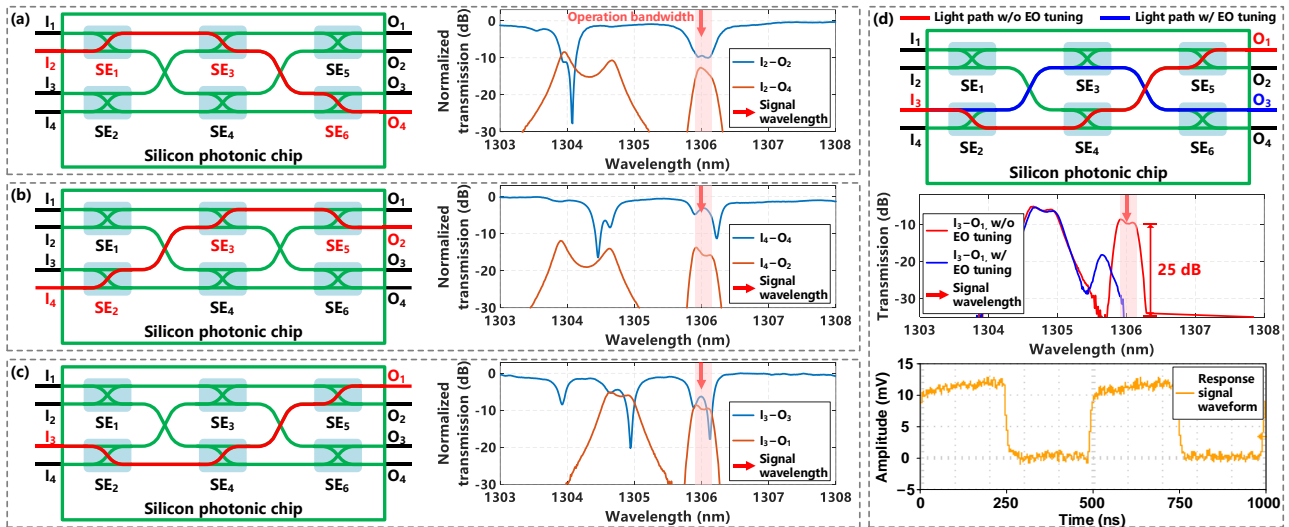 (a)
I1
I2
I3
I4
SE1
SE3
SE5
SE2
SE4
SE6
O1
O2
O3
O4
Silicon photonic chip
Normalized
transmission (dB)
0
-10
-20
-30
Operation bandwidth
I2−O2
I2−O4
Signal
wavelength
1303 1304 1305 1306 1307 1308
Wavelength (nm)
(b)
I1
I2
I3
I4
SE1
SE3
SE5
SE2
SE4
SE6
O1
O2
O3
O4
Silicon photonic chip
Normalized
transmission (dB)
0
-10
-20
-30
I4−O4
I4−O2
Signal
wavelength
1303 1304 1305 1306 1307 1308
Wavelength (nm)
(c)
I1
I2
I3
I4
SE1
SE3
SE5
SE2
SE4
SE6
O1
O2
O3
O4
Silicon photonic chip
Normalized
transmission (dB)
0
-10
-20
-30
I3−O3
I3−O1
Signal
wavelength
1303 1304 1305 1306 1307 1308
Wavelength (nm)
(d)
Light path w/o EO tuning
Light path w/ EO tuning
I1
I2
I3
I4
SE1
SE3
SE5
SE2
SE4
SE6
O1
O2
O3
O4
Silicon photonic chip
Transmission (dB)
-10
-20
-30
I3−O1, w/o
EO tuning
I3−O1, w/
EO tuning
Signal
wavelength
25 dB
1303 1304 1305 1306 1307 1308
Wavelength (nm)
Amplitude (mV)
15
10
5
0
−5
Response
signal
waveform
0 250 500 750 1000
Time (ns)